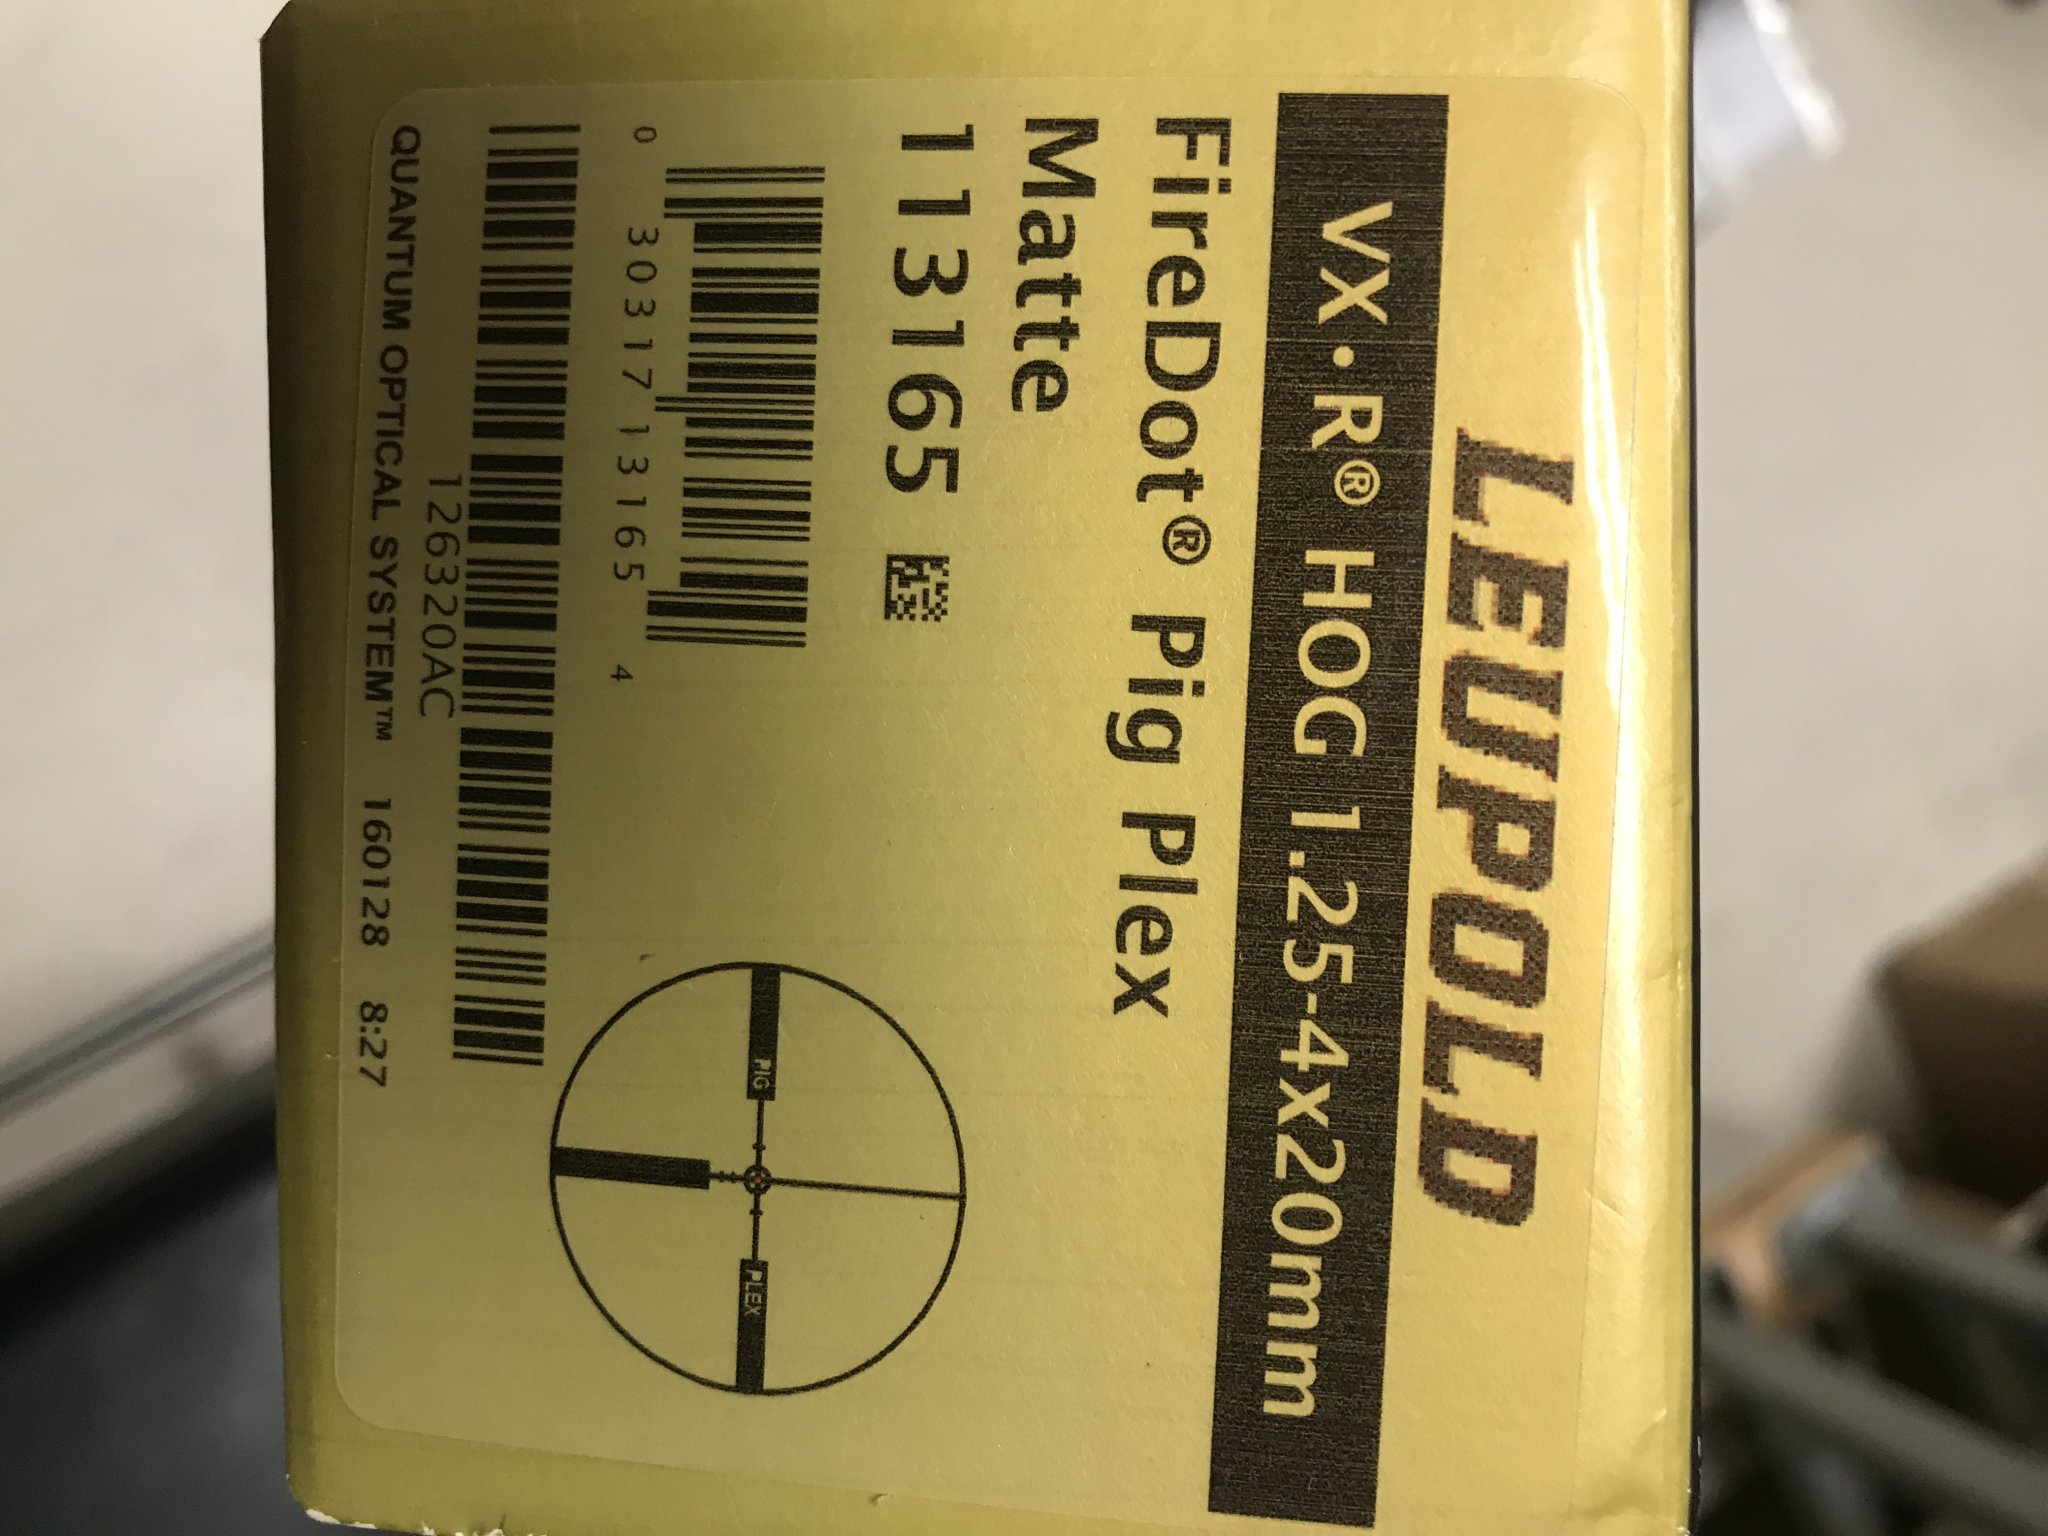 LEUPOLD
VX•R® HOG 1.25-4x20mm
FireDot® Pig Plex
Matte
113165
0 30317 13165 4
PIG PLEX
126320AC
QUANTUM OPTICAL SYSTEM™ 160128 8:27